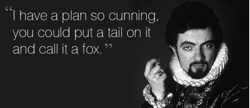 “I have a plan so cunning,
you could put a tail on it
and call it a fox.”